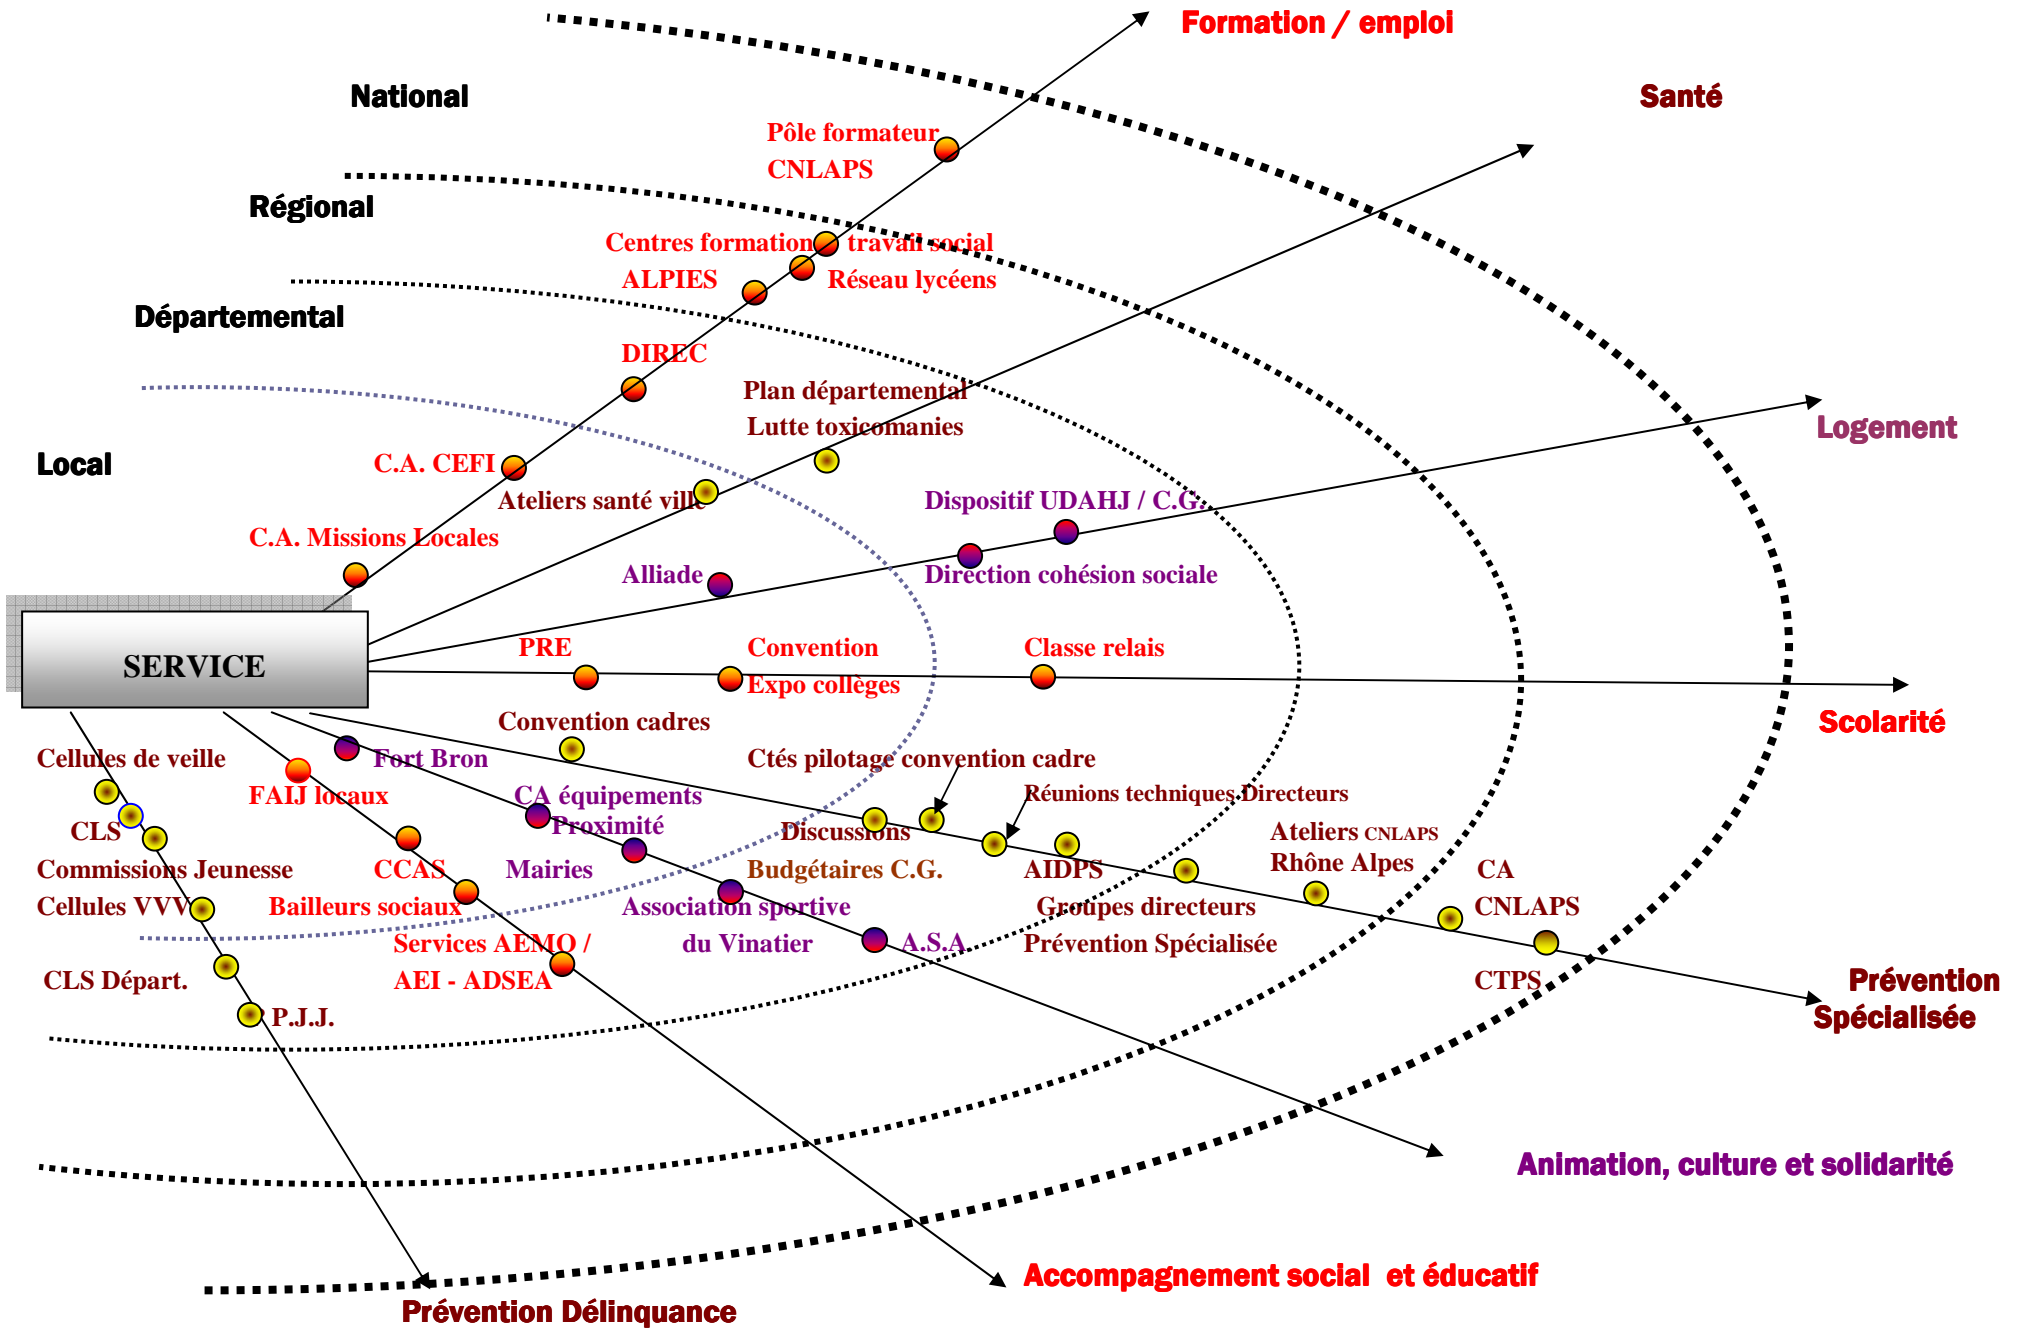 Formation / emploi
National
Santé
Pôle formateur
CNLAPS
Régional
Centres formation travail social
ALPIES
Réseau lycéens
Départemental
DIREC
Plan départemental
Lutte toxicomanies
Logement
Local
C.A. CEFI
Ateliers santé ville
Dispositif UDAHJ / C.G.
C.A. Missions Locales
Alliade
Direction cohésion sociale
SERVICE
PRE
Convention
Expo collèges
Classe relais
Scolarité
Convention cadres
Cellules de veille
Fort Bron
Ctés pilotage convention cadre
FAIJ locaux
CA équipements
Proximité
Réunions techniques Directeurs
CLS
Discussions
Budgétaires C.G.
Ateliers CNLAPS
Rhône Alpes
Commissions Jeunesse
CCAS
Mairies
AIDPS
CA
CNLAPS
Cellules VVV
Bailleurs sociaux
Association sportive
du Vinatier
Groupes directeurs
Prévention Spécialisée
Services AEMO /
AEI - ADSEA
A.S.A.
CLS Départ.
CTPS
Prévention
Spécialisée
P.J.J.
Animation, culture et solidarité
Accompagnement social et éducatif
Prévention Délinquance